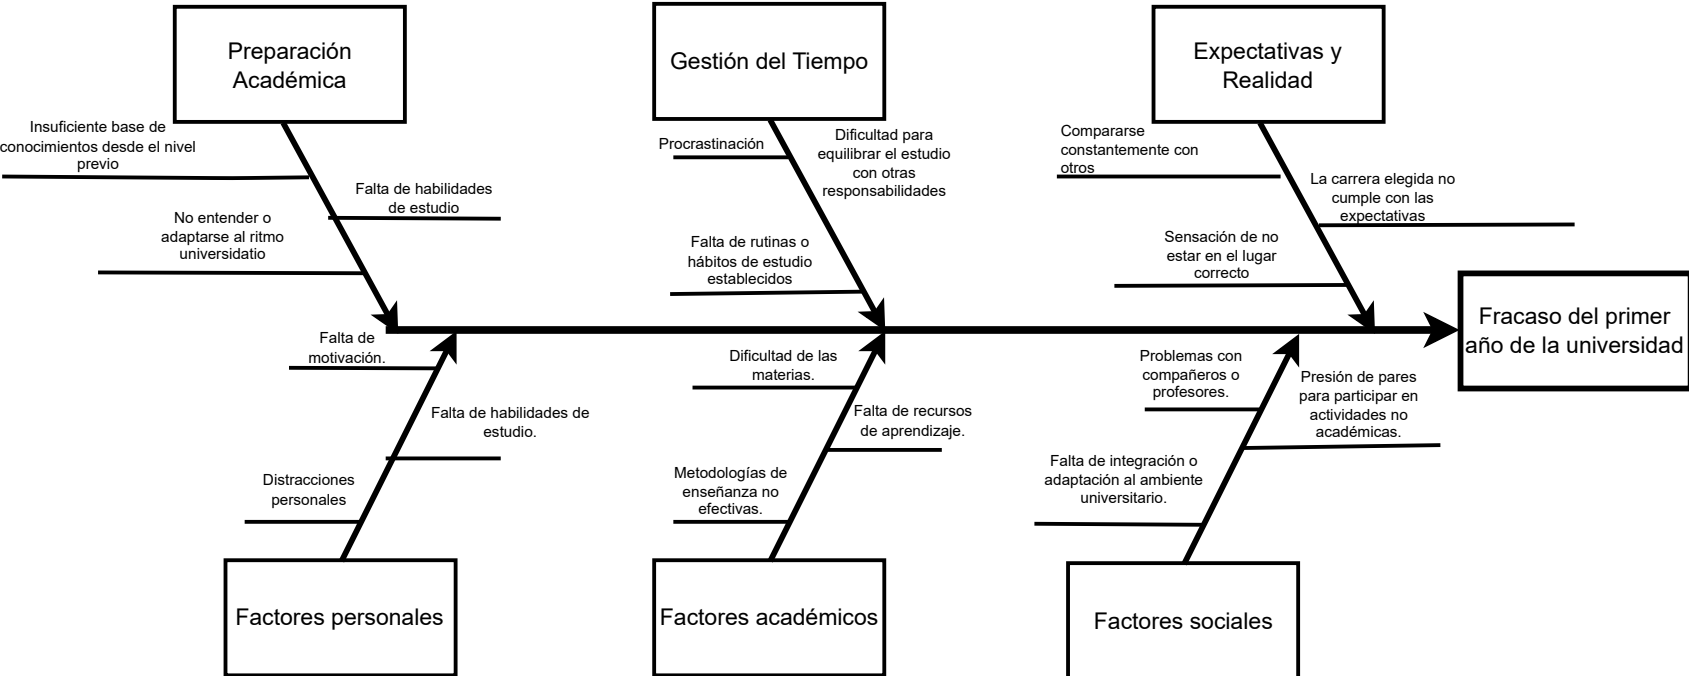 Preparación
Académica
Gestión del Tiempo
Expectativas y
Realidad
Insuficiente base de
conocimientos desde el nivel
previo
Falta de habilidades
de estudio
No entender o
adaptarse al ritmo
universidatio
Procrastinación
Dificultad para
equilibrar el estudio
con otras
responsabilidades
Falta de rutinas o
hábitos de estudio
establecidos
Compararse
constantemente con
otros
La carrera elegida no
cumple con las
expectativas
Sensación de no
estar en el lugar
correcto
Fracaso del primer
año de la universidad
Falta de
motivación.
Falta de habilidades de
estudio.
Distracciones
personales
Dificultad de las
materias.
Falta de recursos
de aprendizaje.
Metodologías de
enseñanza no
efectivas.
Problemas con
compañeros o
profesores.
Presión de pares
para participar en
actividades no
académicas.
Falta de integración o
adaptación al ambiente
universitario.
Factores personales
Factores académicos
Factores sociales